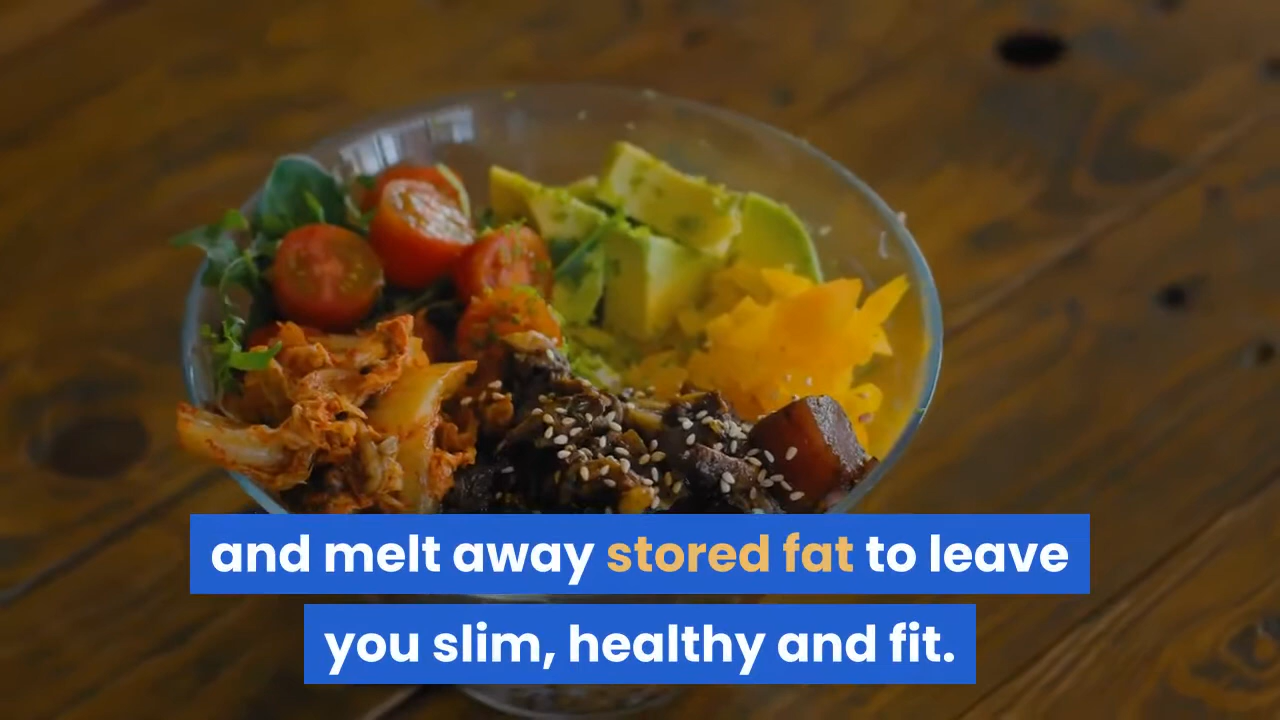 and melt away stored fat to leave
you slim, healthy and fit.